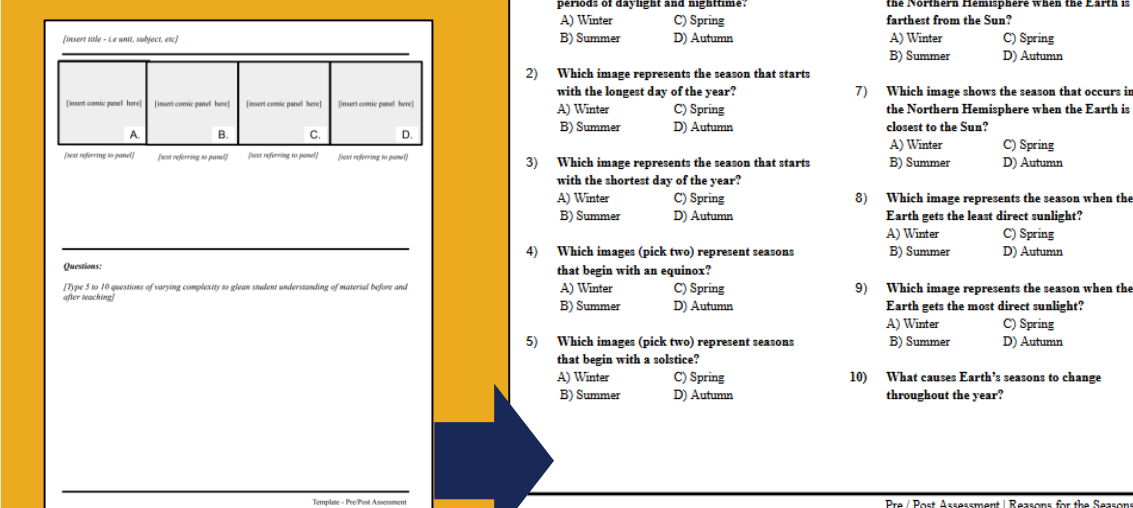 [insert title - i.e unit, subject, etc]
[insert comic panel here] [insert comic panel here] [insert comic panel here] [insert comic panel here]
A. B. C. D.
[text referring to panel] [text referring to panel] [text referring to panel] [text referring to panel]
Questions:
[Type 5 to 10 questions of varying complexity to glean student understanding of material before and
after teaching]
Template - Pre/Post Assessment
periods of daylight and nighttime?
A) Winter C) Spring
B) Summer D) Autumn
2) Which image represents the season that starts
with the longest day of the year?
A) Winter C) Spring
B) Summer D) Autumn
3) Which image represents the season that starts
with the shortest day of the year?
A) Winter C) Spring
B) Summer D) Autumn
4) Which images (pick two) represent seasons
that begin with an equinox?
A) Winter C) Spring
B) Summer D) Autumn
5) Which images (pick two) represent seasons
that begin with a solstice?
A) Winter C) Spring
B) Summer D) Autumn
the Northern Hemisphere when the Earth is
farthest from the Sun?
A) Winter C) Spring
B) Summer D) Autumn
7) Which image shows the season that occurs in
the Northern Hemisphere when the Earth is
closest to the Sun?
A) Winter C) Spring
B) Summer D) Autumn
8) Which image represents the season when the
Earth gets the least direct sunlight?
A) Winter C) Spring
B) Summer D) Autumn
9) Which image represents the season when the
Earth gets the most direct sunlight?
A) Winter C) Spring
B) Summer D) Autumn
10) What causes Earth's seasons to change
throughout the year?
Pre / Post Assessment | Reasons for the Seasons